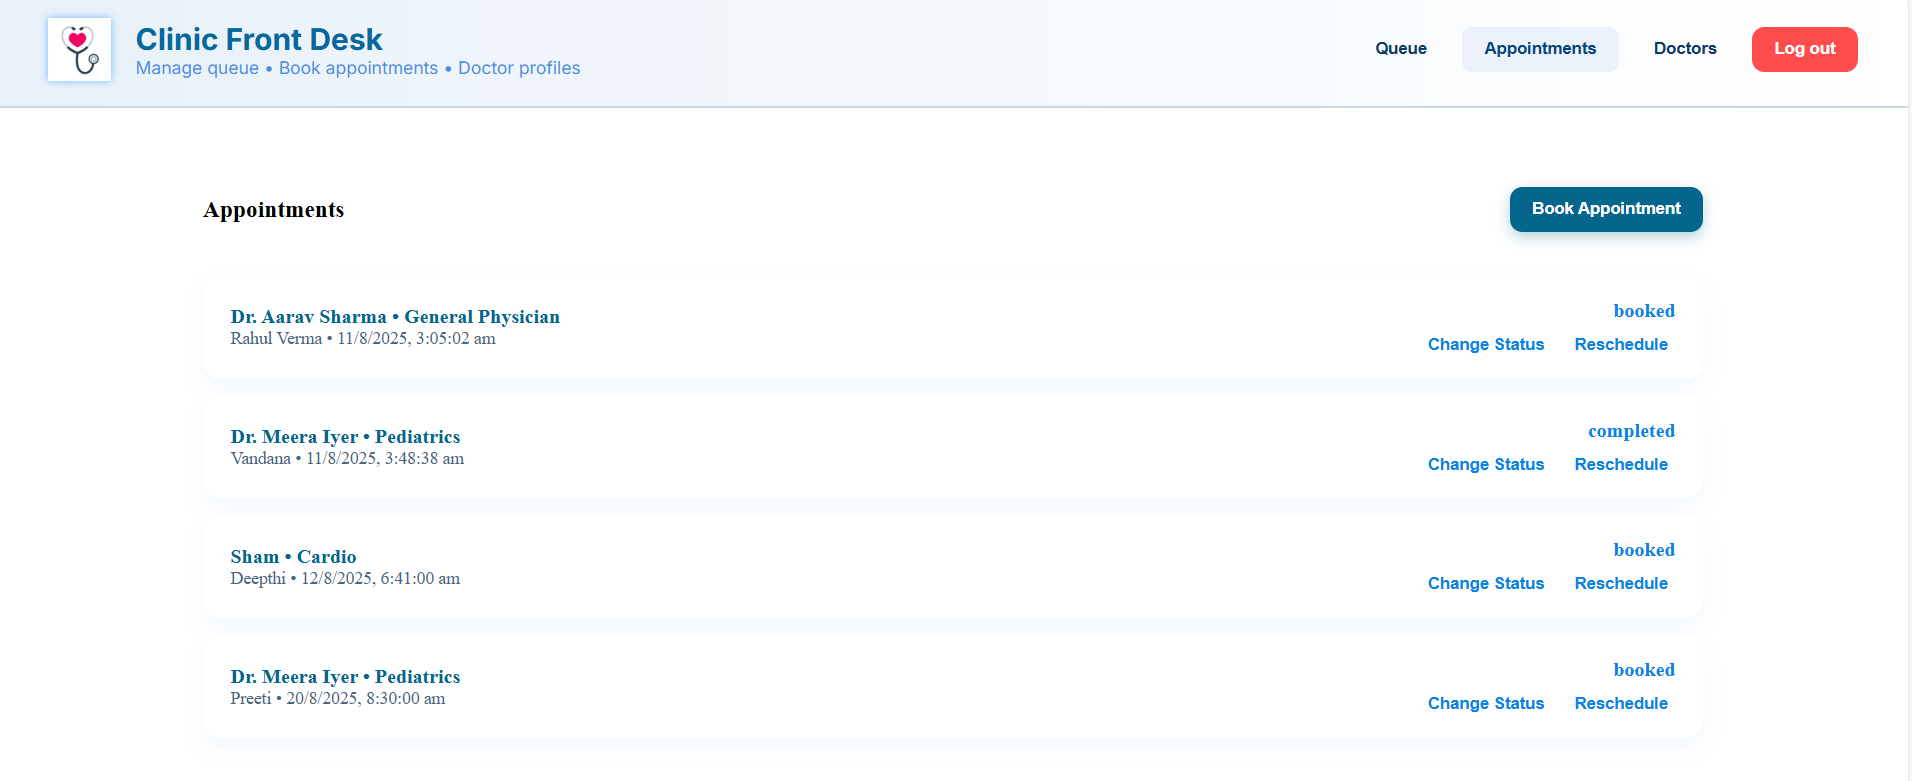 Clinic Front Desk
Manage queue • Book appointments • Doctor profiles
Queue
Appointments
Doctors
Log out
Appointments
Book Appointment
Dr. Aarav Sharma • General Physician
Rahul Verma • 11/8/2025, 3:05:02 am
booked
Change Status
Reschedule
Dr. Meera Iyer • Pediatrics
Vandana • 11/8/2025, 3:48:38 am
completed
Change Status
Reschedule
Sham • Cardio
Deepthi • 12/8/2025, 6:41:00 am
booked
Change Status
Reschedule
Dr. Meera Iyer • Pediatrics
Preeti • 20/8/2025, 8:30:00 am
booked
Change Status
Reschedule